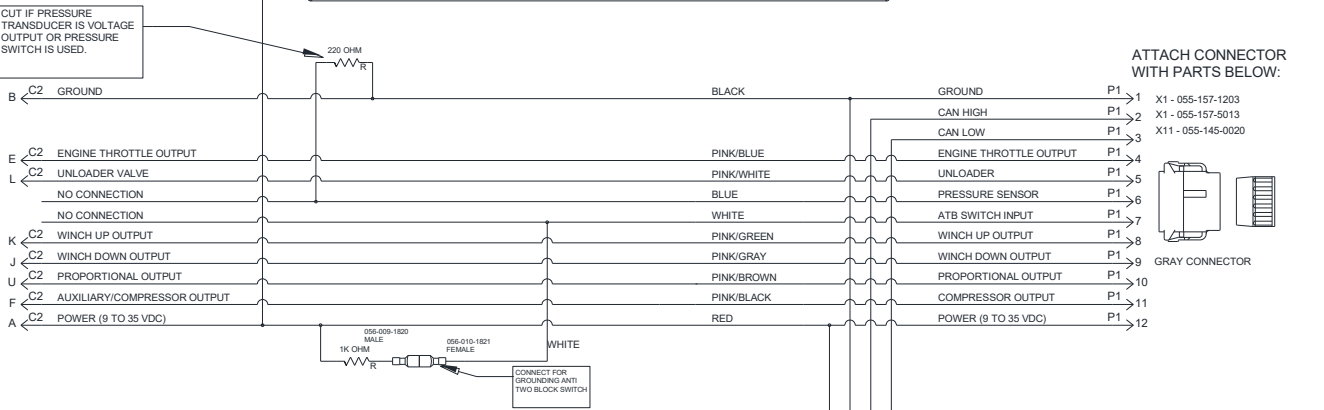 CUT IF PRESSURE
TRANSDUCER IS VOLTAGE
OUTPUT OR PRESSURE
SWITCH IS USED.
220 OHM
R
ATTACH CONNECTOR
WITH PARTS BELOW:
X1 - 055-157-1203
X1 - 055-157-5013
X11 - 055-145-0020
GRAY CONNECTOR
B C2 GROUND BLACK GROUND P1 1
CAN HIGH P1 2
CAN LOW P1 3
E C2 ENGINE THROTTLE OUTPUT PINK/BLUE ENGINE THROTTLE OUTPUT P1 4
L C2 UNLOADER VALVE PINK/WHITE UNLOADER P1 5
NO CONNECTION BLUE PRESSURE SENSOR P1 6
NO CONNECTION WHITE ATB SWITCH INPUT P1 7
K C2 WINCH UP OUTPUT PINK/GREEN WINCH UP OUTPUT P1 8
J C2 WINCH DOWN OUTPUT PINK/GRAY WINCH DOWN OUTPUT P1 9
U C2 PROPORTIONAL OUTPUT PINK/BROWN PROPORTIONAL OUTPUT P1 10
F C2 AUXILIARY/COMPRESSOR OUTPUT PINK/BLACK COMPRESSOR OUTPUT P1 11
A C2 POWER (9 TO 35 VDC) RED POWER (9 TO 35 VDC) P1 12
056-009-1820
MALE
1K OHM
R
056-010-1821
FEMALE
WHITE
CONNECT FOR
GROUNDING ANTI
TWO BLOCK SWITCH